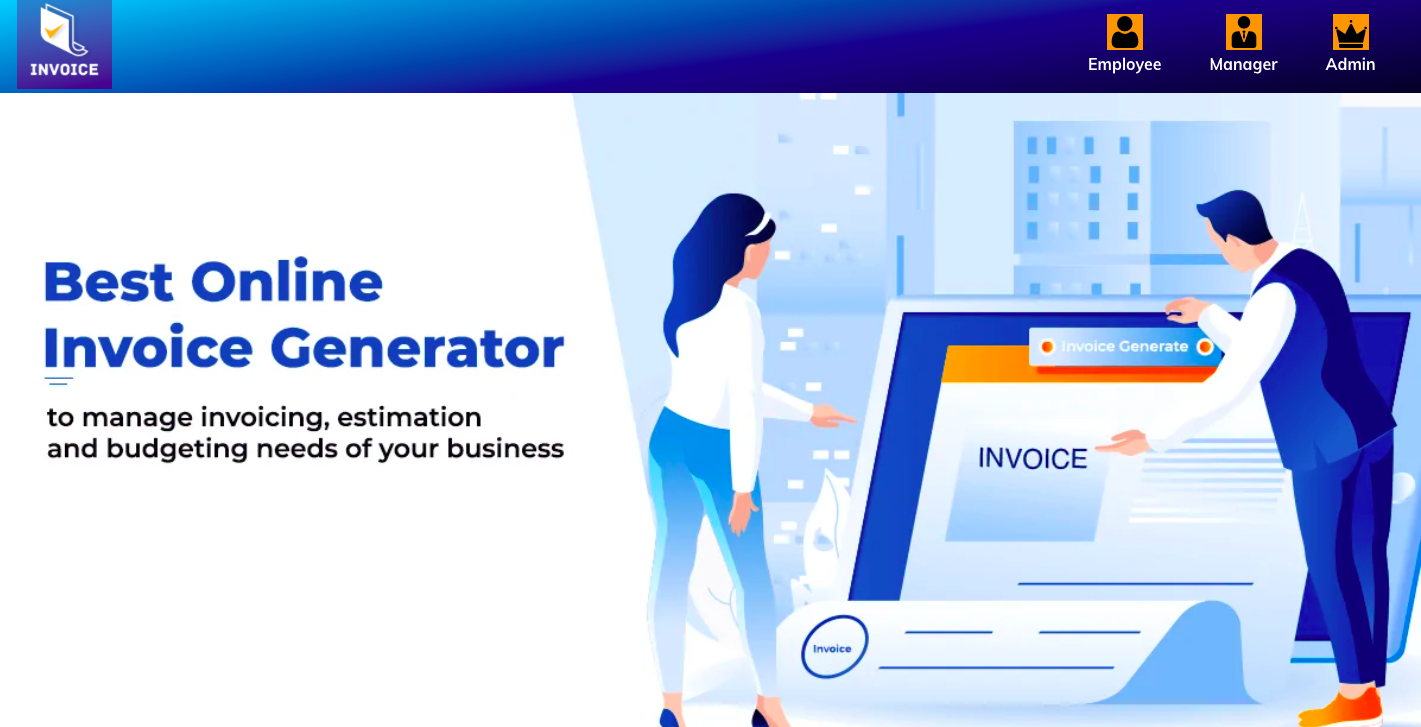 INVOICE
Employee
Manager
Admin
Best Online
Invoice Generator
to manage invoicing, estimation
and budgeting needs of your business
Invoice Generate
INVOICE
Invoice